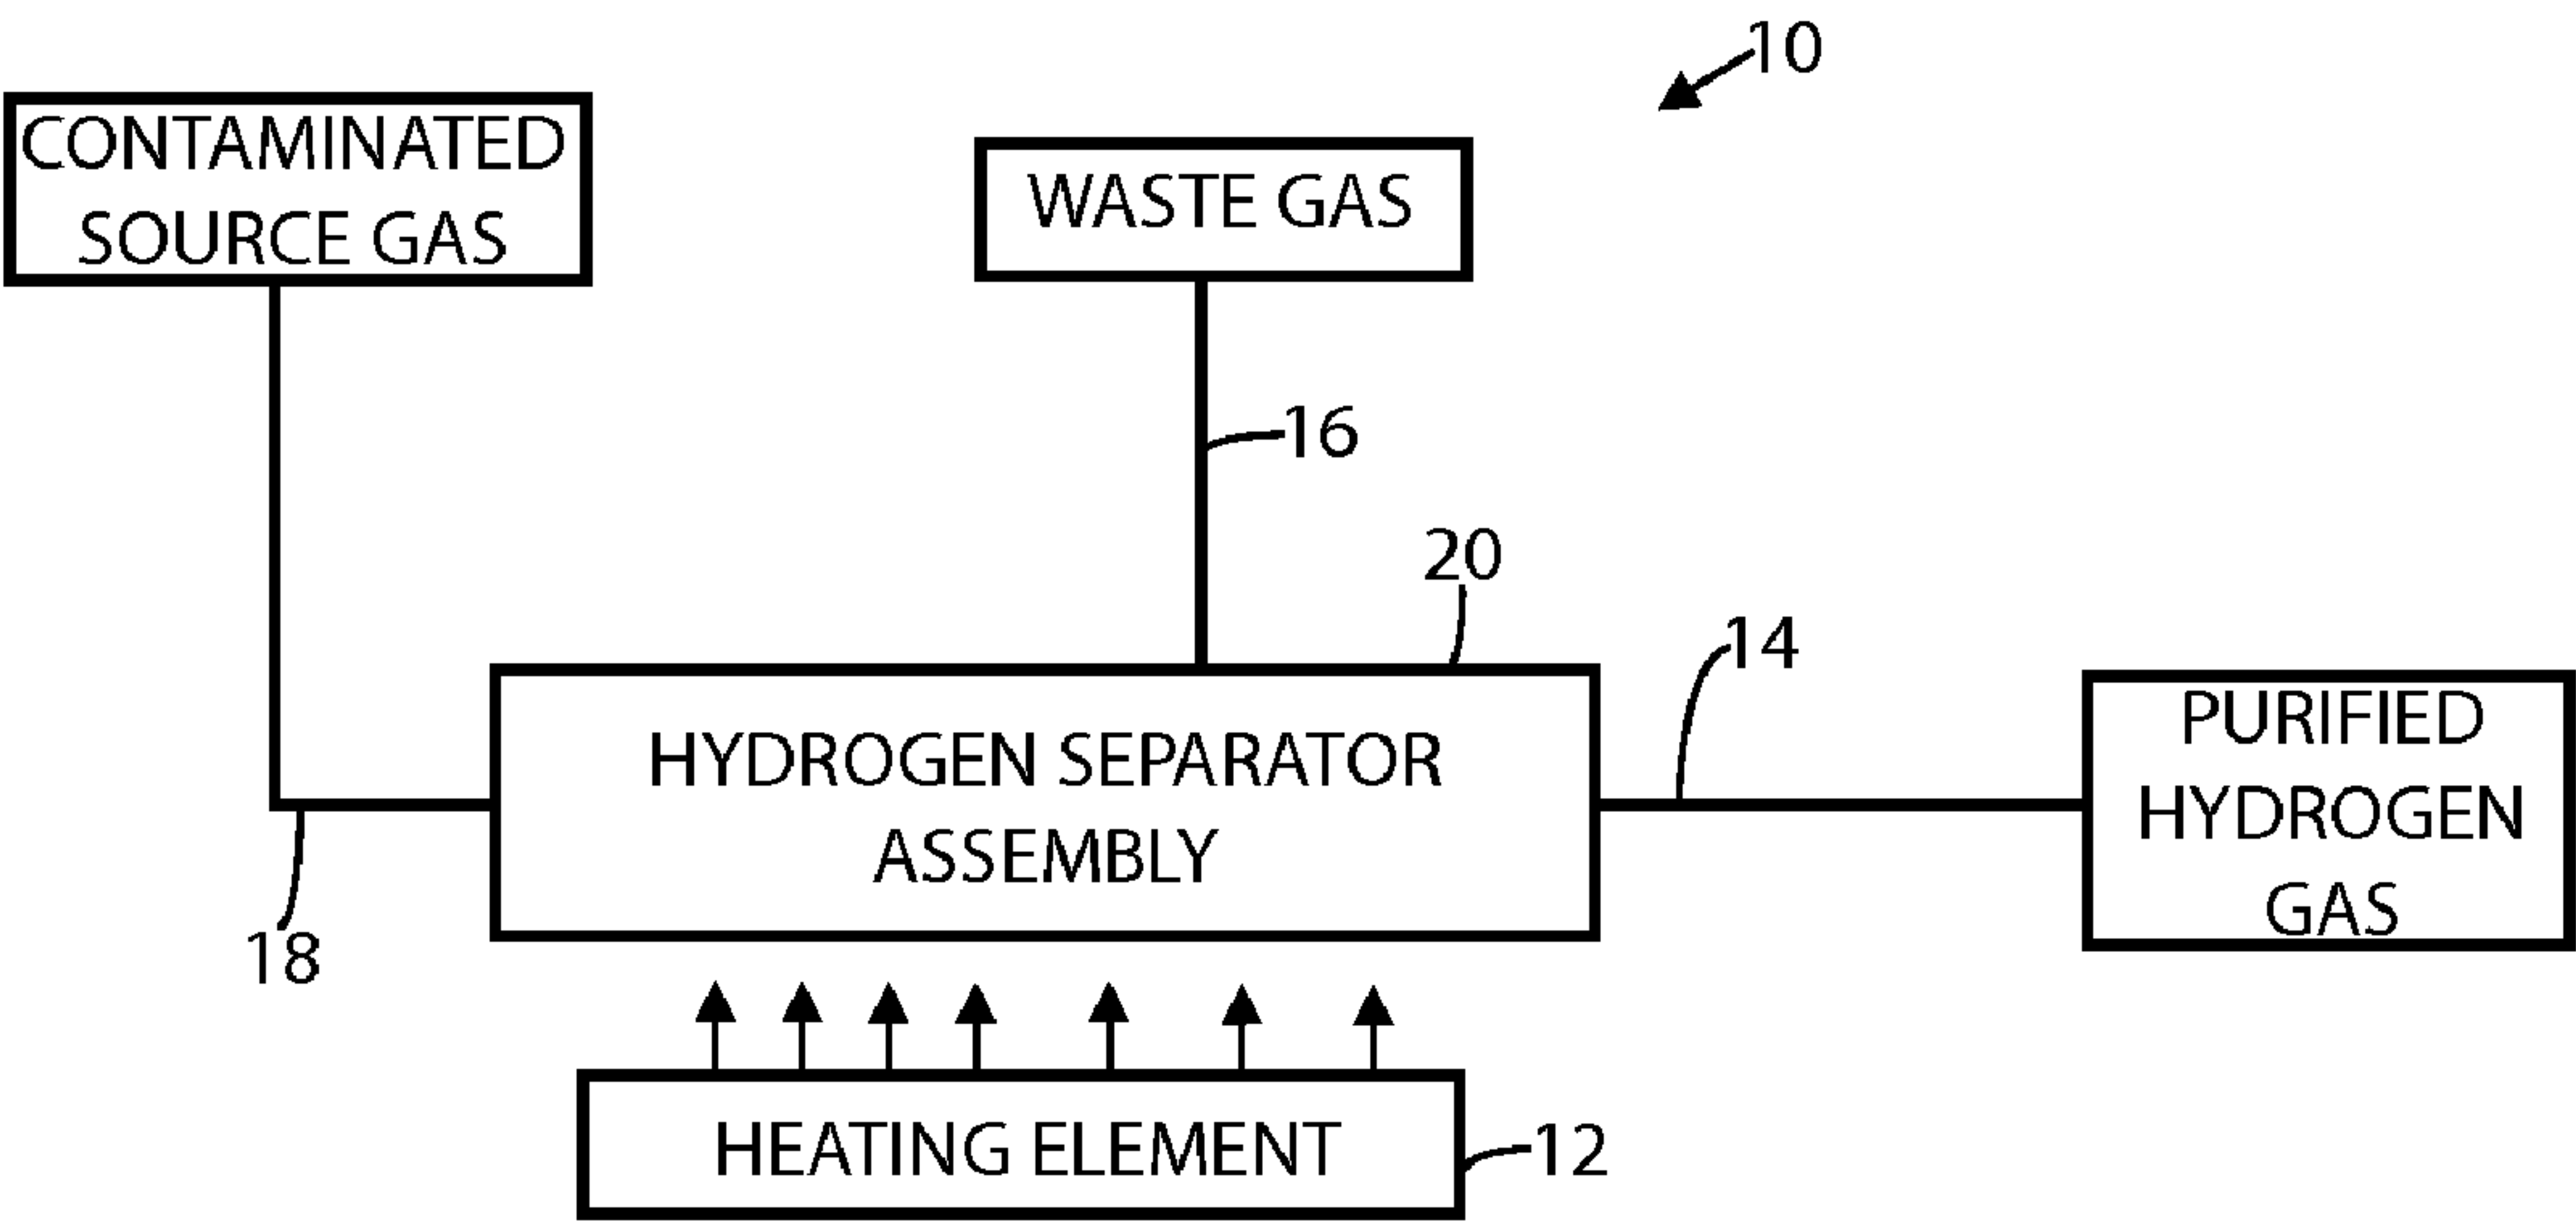 10
CONTAMINATED
SOURCE GAS
WASTE GAS
16
20
14
HYDROGEN SEPARATOR
ASSEMBLY
PURIFIED
HYDROGEN
GAS
18
HEATING ELEMENT
12